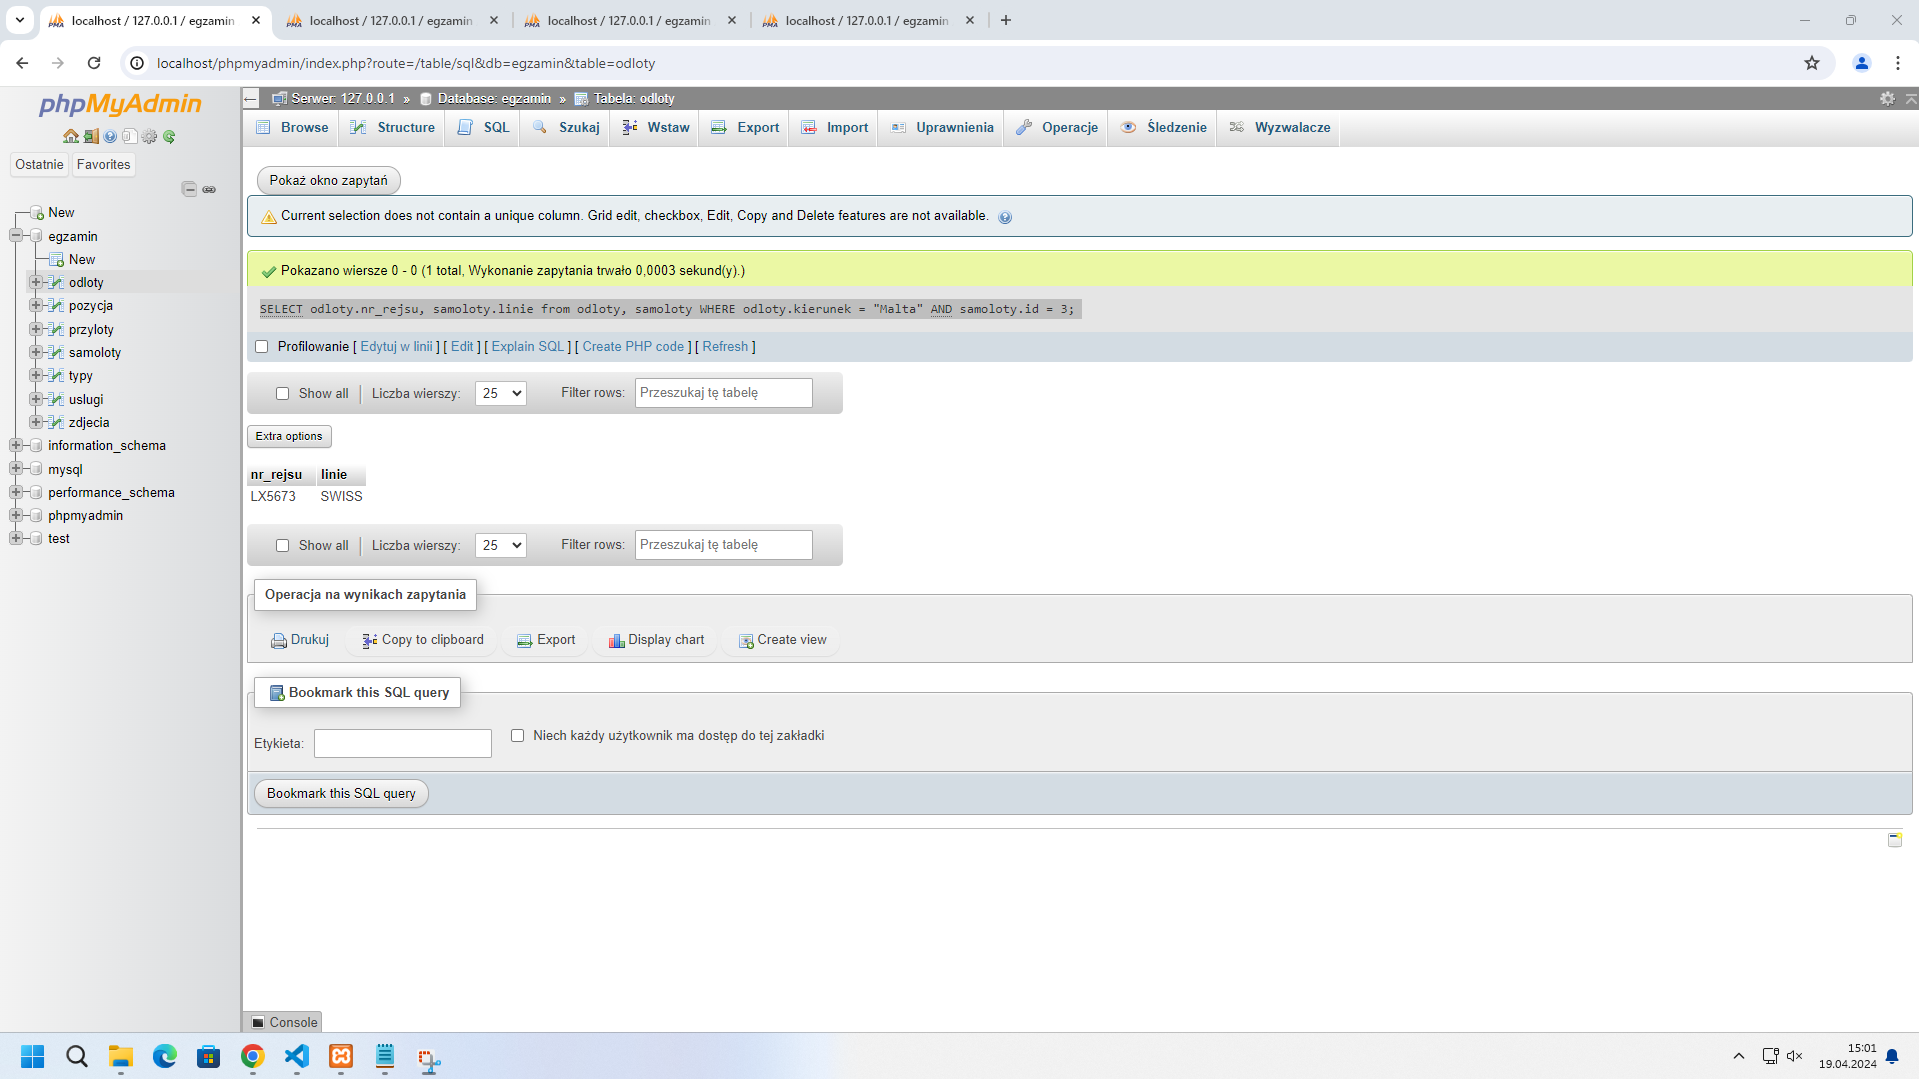 localhost / 127.0.0.1 / egzamin
localhost / 127.0.0.1 / egzamin
localhost / 127.0.0.1 / egzamin
localhost / 127.0.0.1 / egzamin
localhost/phpmyadmin/index.php?route=/table/sql&db=egzamin&table=odloty
phpMyAdmin
Ostatnie Favorites
New
egzamin
New
odloty
pozycja
przyloty
samoloty
typy
uslugi
zdjecia
information_schema
mysql
performance_schema
phpmyadmin
test
Serwer: 127.0.0.1 » Database: egzamin » Tabela: odloty
Browse Structure SQL Szukaj Wstaw Export Import Uprawnienia Operacje Śledzenie Wyzwalacze
Pokaż okno zapytań
Current selection does not contain a unique column. Grid edit, checkbox, Edit, Copy and Delete features are not available.
Pokazano wiersze 0 - 0 (1 total, Wykonanie zapytania trwało 0,0003 sekund(y).)
SELECT odloty.nr_rejsu, samoloty.linie from odloty, samoloty WHERE odloty.kierunek = "Malta" AND samoloty.id = 3;
Profilowanie [ Edytuj w linii ] [ Edit ] [ Explain SQL ] [ Create PHP code ] [ Refresh ]
Show all Liczba wierszy: 25 Filter rows: Przeszukaj tę tabelę
Extra options
nr_rejsu linie
LX5673 SWISS
Show all Liczba wierszy: 25 Filter rows: Przeszukaj tę tabelę
Operacja na wynikach zapytania
Drukuj Copy to clipboard Export Display chart Create view
Bookmark this SQL query
Etykieta: Niech każdy użytkownik ma dostęp do tej zakładki
Bookmark this SQL query
Console
15:01
19.04.2024